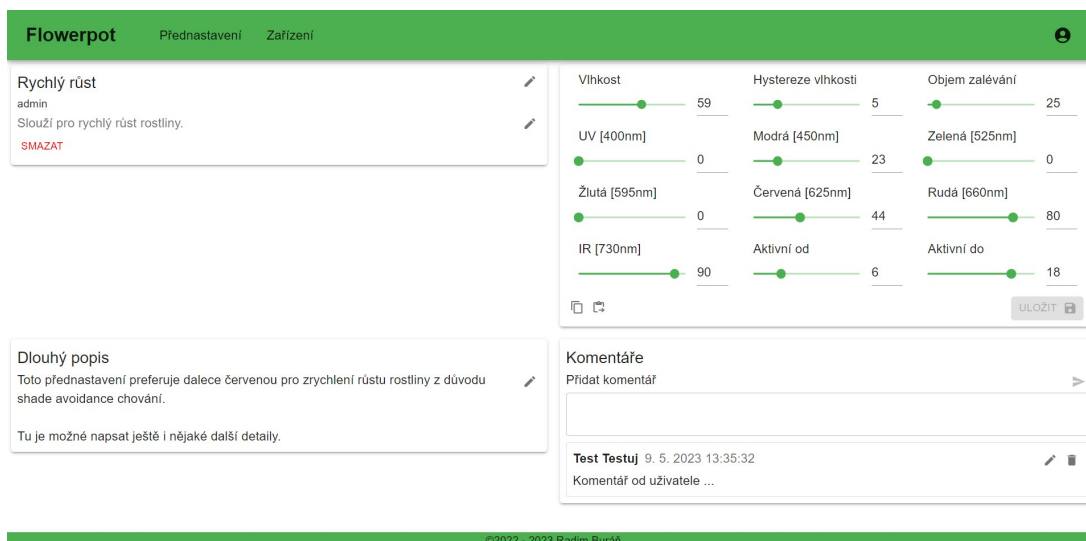 Flowerpot Přednastavení Zařízení
Rychlý růst
admin
Slouží pro rychlý růst rostliny.
SMAZAT
Vlhkost Hystereze vlhkosti Objem zalévání
59 5 25
UV [400nm] Modrá [450nm] Zelená [525nm]
0 23 0
Žlutá [595nm] Červená [625nm] Rudá [660nm]
0 44 80
IR [730nm] Aktivní od Aktivní do
90 6 18
ULOŽIT
Dlouhý popis
Toto přednastavení preferuje dalece červenou pro zrychlení růstu rostliny z důvodu
shade avoidance chování.
Tu je možné napsat ještě i nějaké další detaily.
Komentáře
Přidat komentář
Test Testuj 9. 5. 2023 13:35:32
Komentář od uživatele ...
©2022 - 2023 Radim Buráň